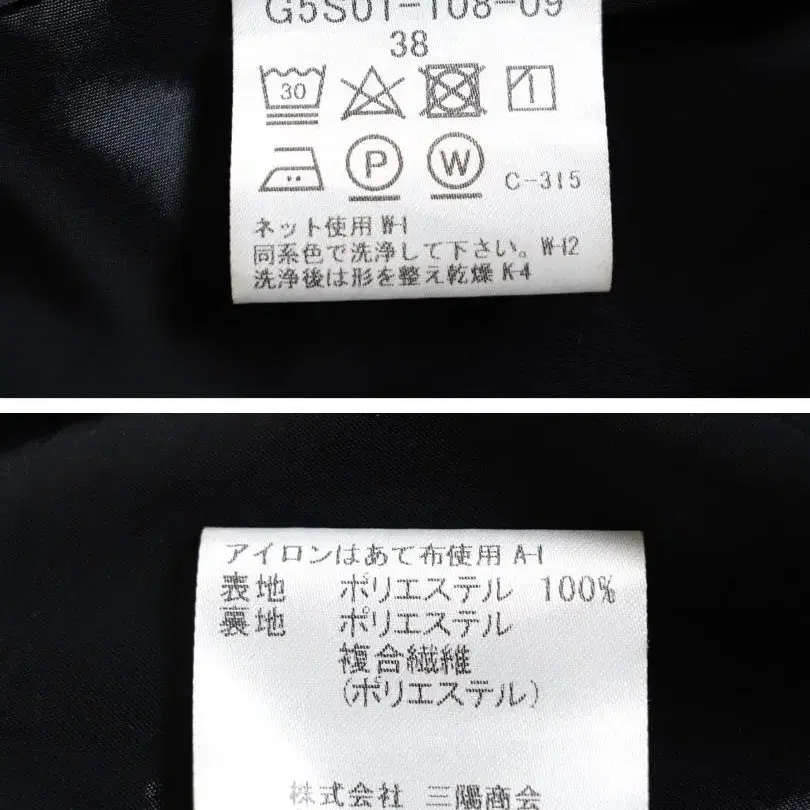 G5S01-108-09
38
30
P W C-315
ネット使用 W-1
同系色で洗浄して下さい。W-12
洗浄後は形を整え乾燥 K-4
アイロンはあて布使用 A-1
表地 ポリエステル 100%
裏地 ポリエステル
複合繊維
(ポリエステル)
株式会社 三陽商会